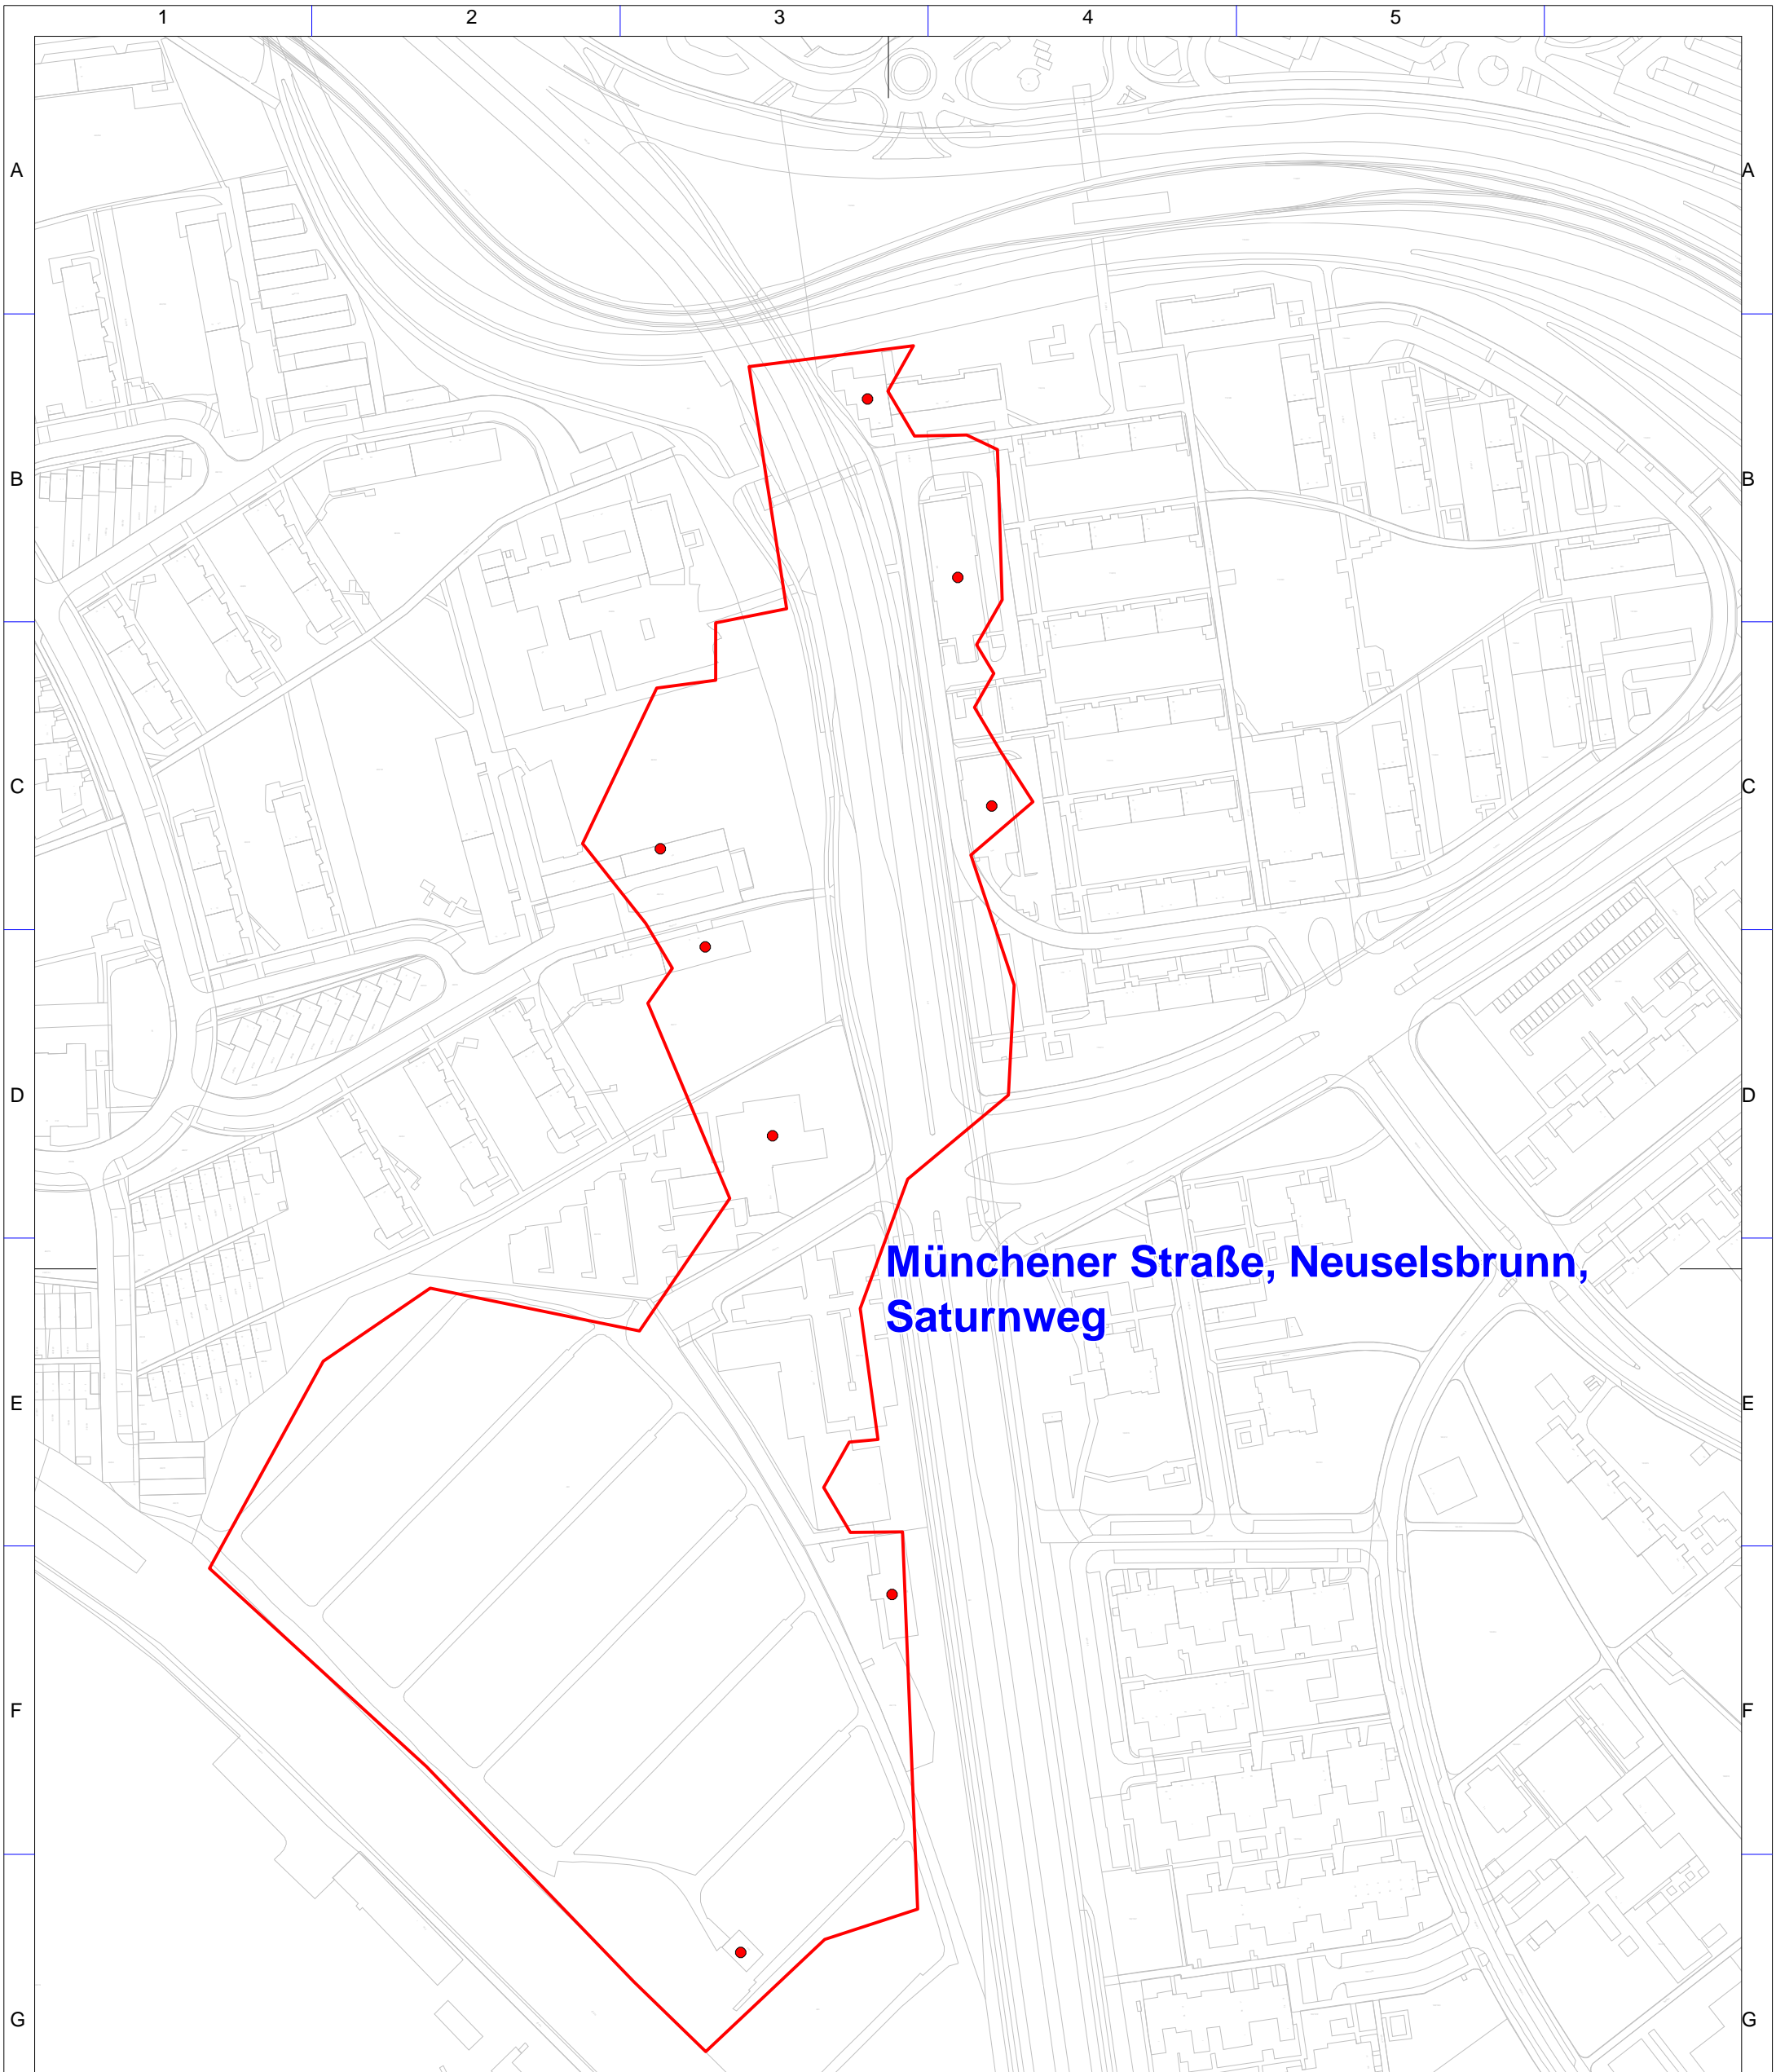 1 2 3 4 5
A A
B B
C C
D D
Münchener Straße, Neuselsbrunn,
Saturnweg
E E
F F
G G